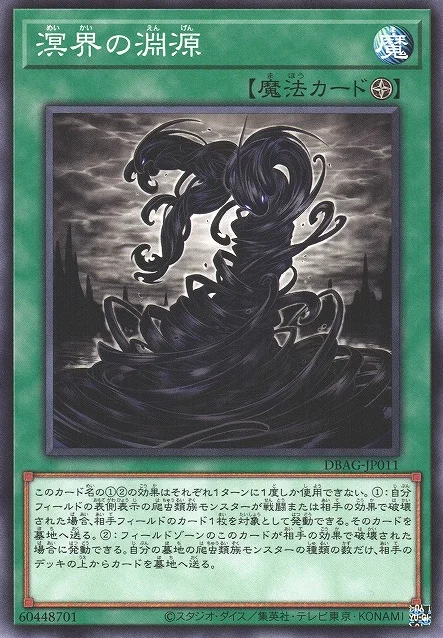 溟界の淵源
魔
【魔法カード】
DBAG-JP011
このカード名の①②の効果はそれぞれ1ターンに1度しか使用できない。①：自分
フィールドの表側表示の爬虫類族モンスターが戦闘または相手の効果で破壊
された場合、相手フィールドのカード1枚を対象として発動できる。そのカードを
墓地へ送る。②：フィールドゾーンのこのカードが相手の効果で破壊された
場合に発動できる。自分の墓地の爬虫類族モンスターの種類の数だけ、相手の
デッキの上からカードを墓地へ送る。
60448701
©スタジオ・ダイス／集英社・テレビ東京・KONAMI